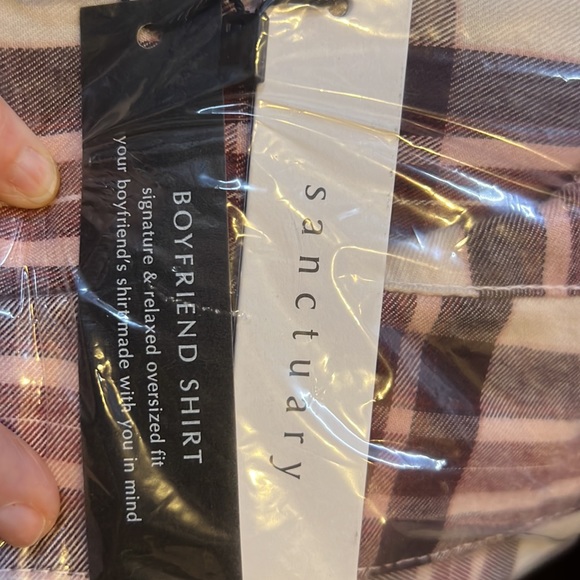 sanctuary
BOYFRIEND SHIRT
signature & relaxed oversized fit
your boyfriend's shirt made with you in mind